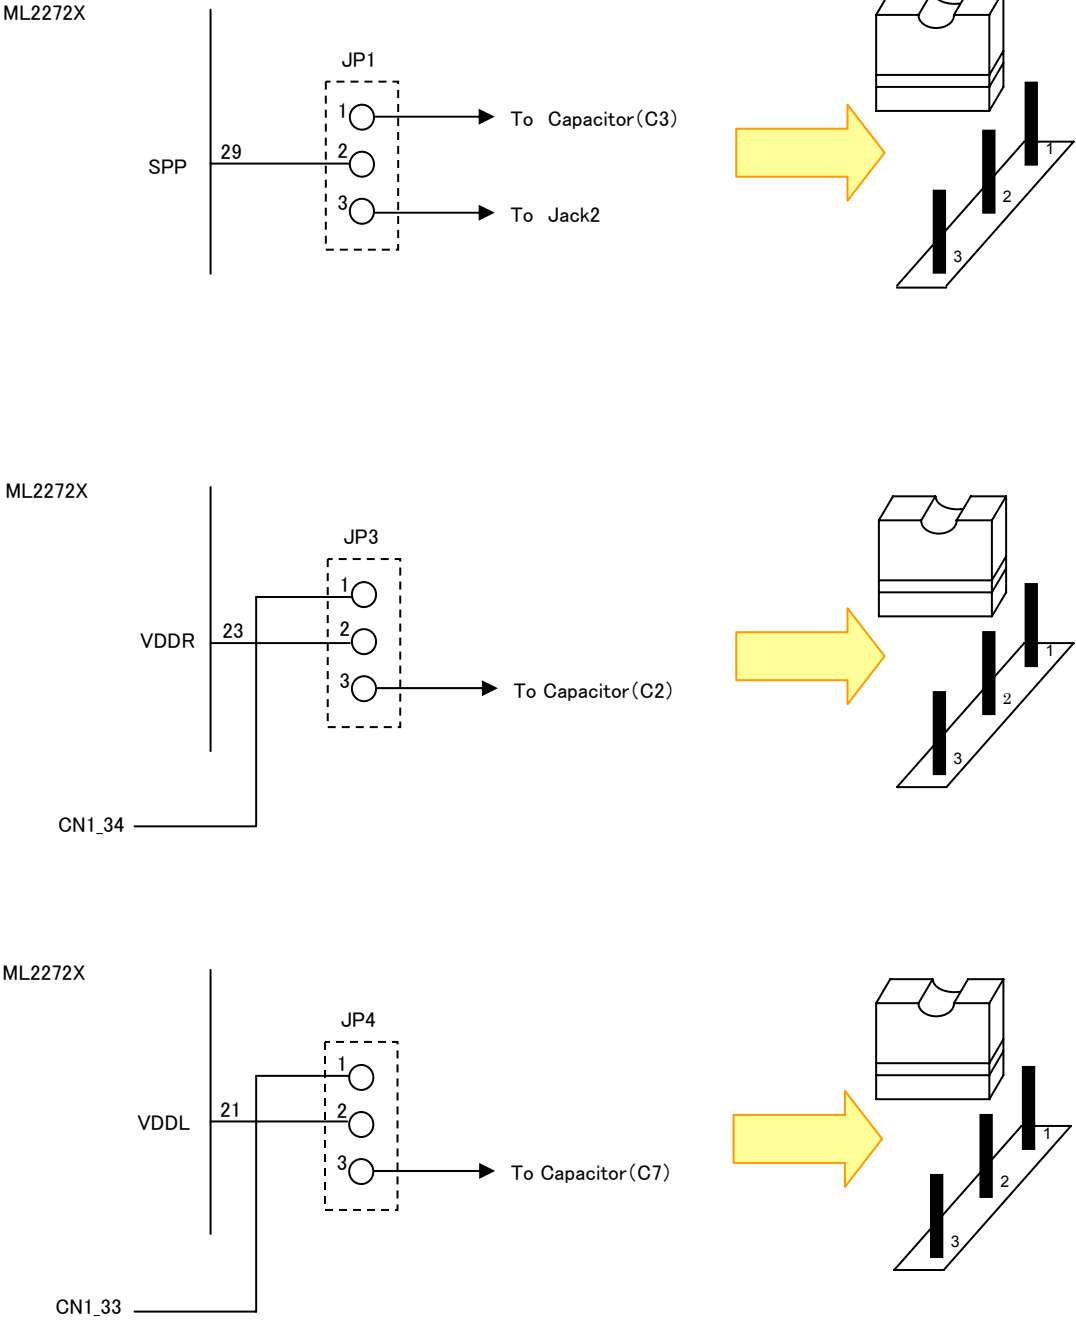 ML2272X
JP1
1
To Capacitor(C3)
29
2
SPP
3
To Jack2
1
2
3
ML2272X
JP3
1
23
2
VDDR
3
To Capacitor(C2)
CN1_34
1
2
3
ML2272X
JP4
1
21
2
VDDL
3
To Capacitor(C7)
CN1_33
1
2
3